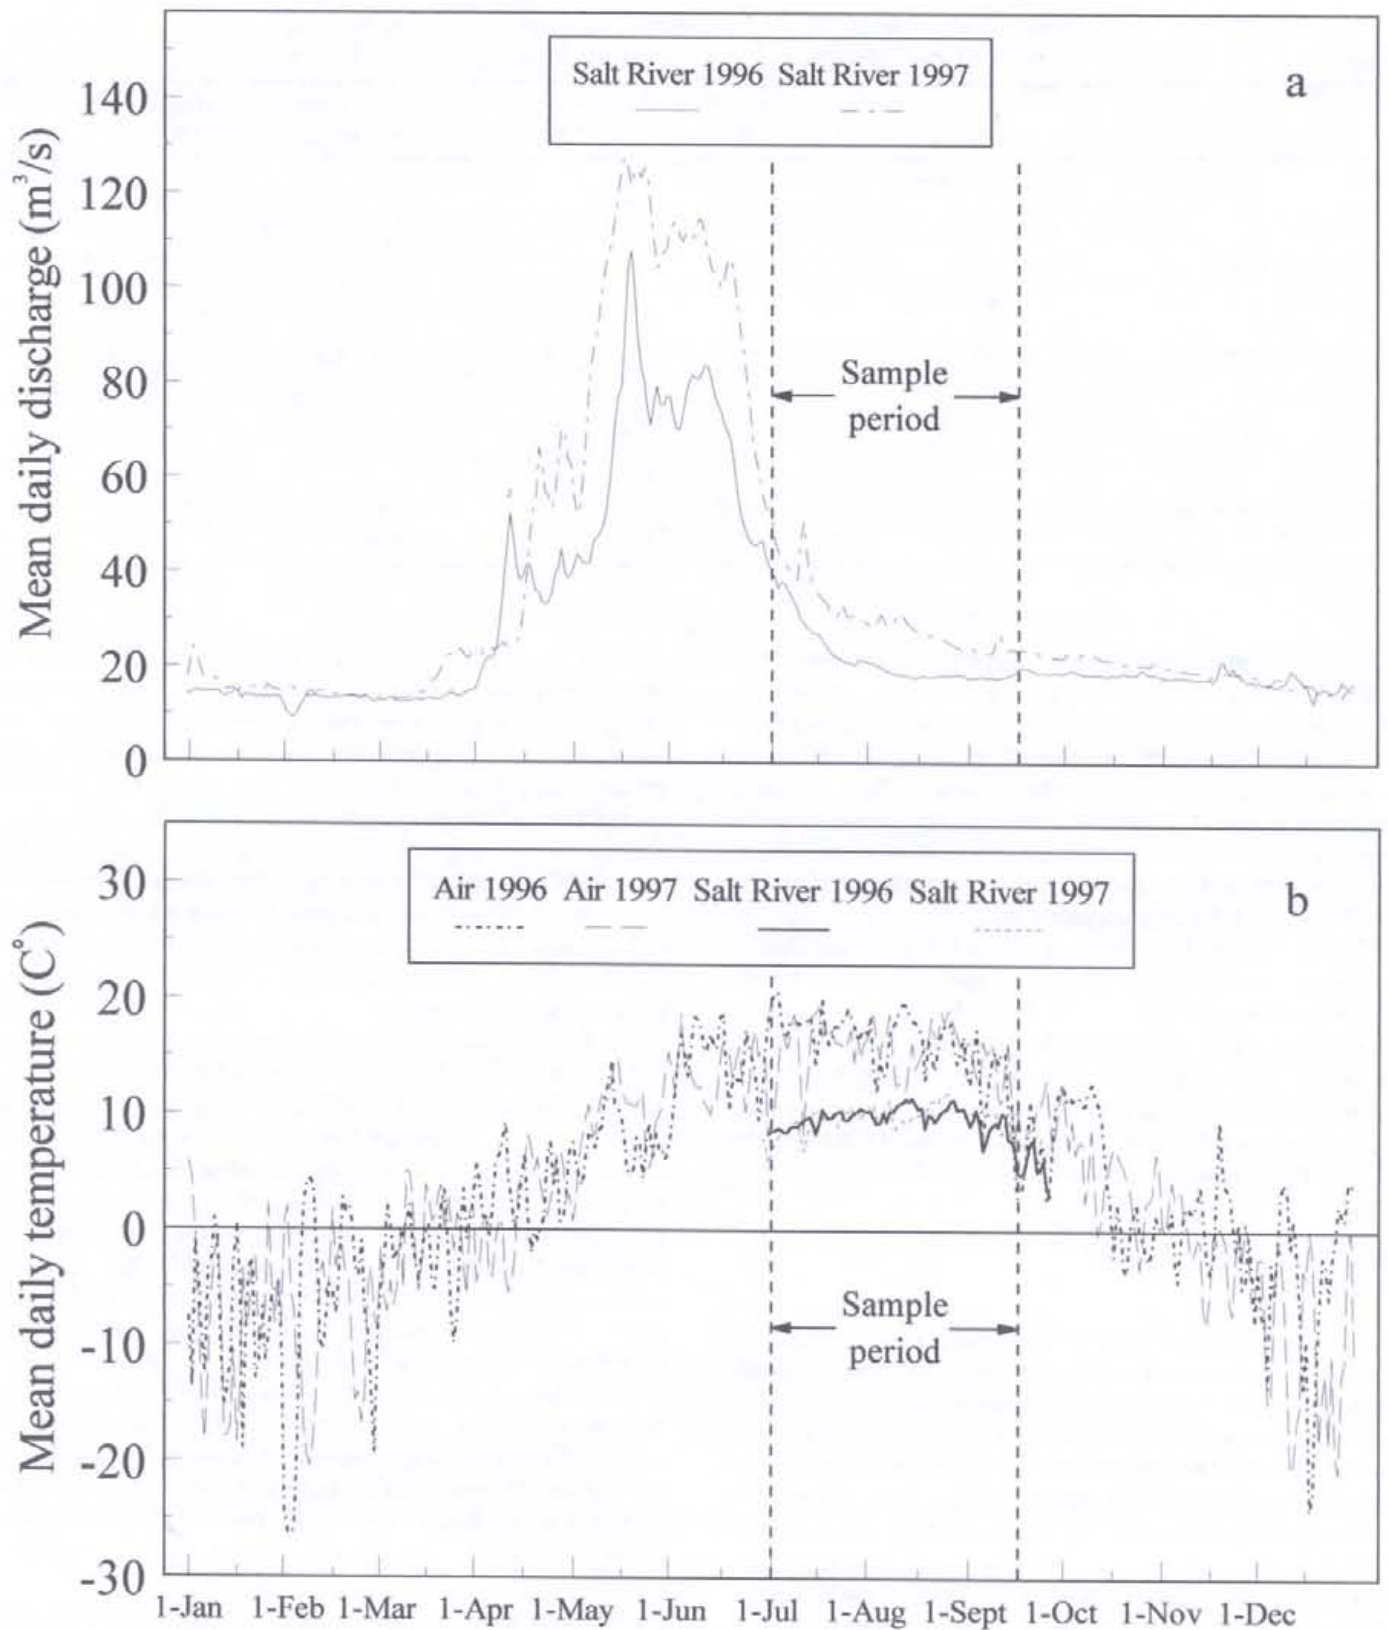 Salt River 1996 Salt River 1997
a
140
120
100
80
60
40
20
0
Mean daily discharge (m³/s)
Sample
period
Air 1996 Air 1997 Salt River 1996 Salt River 1997
b
30
20
10
0
-10
-20
-30
Mean daily temperature (C°)
Sample
period
1-Jan 1-Feb 1-Mar 1-Apr 1-May 1-Jun 1-Jul 1-Aug 1-Sept 1-Oct 1-Nov 1-Dec